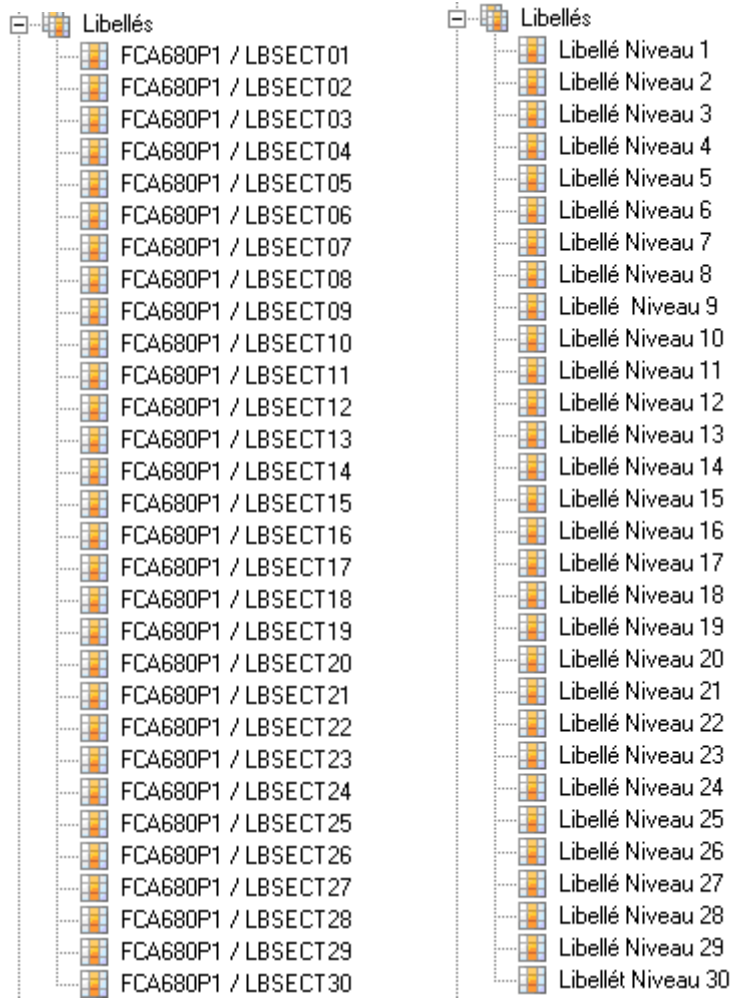 Libellés
FCA680P1 / LBSECT01
FCA680P1 / LBSECT02
FCA680P1 / LBSECT03
FCA680P1 / LBSECT04
FCA680P1 / LBSECT05
FCA680P1 / LBSECT06
FCA680P1 / LBSECT07
FCA680P1 / LBSECT08
FCA680P1 / LBSECT09
FCA680P1 / LBSECT10
FCA680P1 / LBSECT11
FCA680P1 / LBSECT12
FCA680P1 / LBSECT13
FCA680P1 / LBSECT14
FCA680P1 / LBSECT15
FCA680P1 / LBSECT16
FCA680P1 / LBSECT17
FCA680P1 / LBSECT18
FCA680P1 / LBSECT19
FCA680P1 / LBSECT20
FCA680P1 / LBSECT21
FCA680P1 / LBSECT22
FCA680P1 / LBSECT23
FCA680P1 / LBSECT24
FCA680P1 / LBSECT25
FCA680P1 / LBSECT26
FCA680P1 / LBSECT27
FCA680P1 / LBSECT28
FCA680P1 / LBSECT29
FCA680P1 / LBSECT30
Libellés
Libellé Niveau 1
Libellé Niveau 2
Libellé Niveau 3
Libellé Niveau 4
Libellé Niveau 5
Libellé Niveau 6
Libellé Niveau 7
Libellé Niveau 8
Libellé  Niveau 9
Libellé Niveau 10
Libellé Niveau 11
Libellé Niveau 12
Libellé Niveau 13
Libellé Niveau 14
Libellé Niveau 15
Libellé Niveau 16
Libellé Niveau 17
Libellé Niveau 18
Libellé Niveau 19
Libellé Niveau 20
Libellé Niveau 21
Libellé Niveau 22
Libellé Niveau 23
Libellé Niveau 24
Libellé Niveau 25
Libellé Niveau 26
Libellé Niveau 27
Libellé Niveau 28
Libellé Niveau 29
Libellét Niveau 30